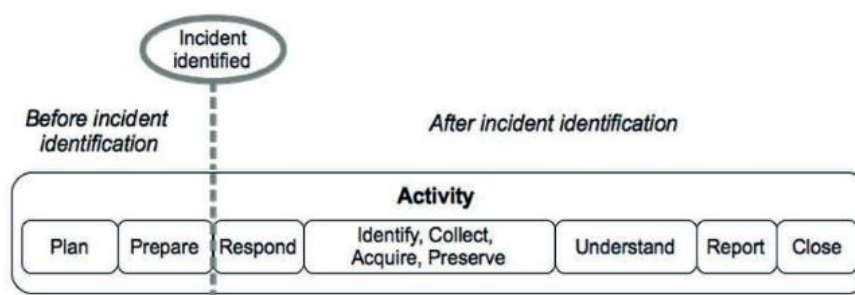 Incident
identified
Before incident
identification
After incident identification
Activity
Plan
Prepare
Respond
Identify, Collect,
Acquire, Preserve
Understand
Report
Close